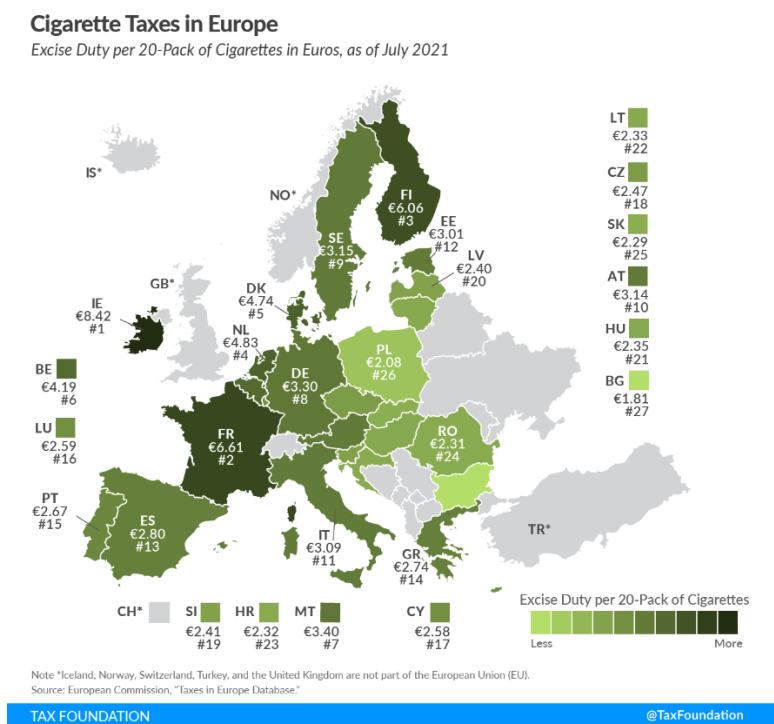 Cigarette Taxes in Europe
Excise Duty per 20-Pack of Cigarettes in Euros, as of July 2021
IS*
NO*
FI
€6.06
#3
SE
€3.15
#9
EE
€3.01
#12
LV
€2.40
#20
LT
€2.33
#22
CZ
€2.47
#18
SK
€2.29
#25
AT
€3.14
#10
HU
€2.35
#21
BG
€1.81
#27
GB*
IE
€8.42
#1
DK
€4.74
#5
NL
€4.83
#4
BE
€4.19
#6
LU
€2.59
#16
PL
€2.08
#26
DE
€3.30
#8
FR
€6.61
#2
RO
€2.31
#24
PT
€2.67
#15
ES
€2.80
#13
IT
€3.09
#11
GR
€2.74
#14
TR*
CH*
SI
€2.41
#19
HR
€2.32
#23
MT
€3.40
#7
CY
€2.58
#17
Excise Duty per 20-Pack of Cigarettes
Less
More
Note *Iceland, Norway, Switzerland, Turkey, and the United Kingdom are not part of the European Union (EU).
Source: European Commission, "Taxes in Europe Database."
TAX FOUNDATION
@TaxFoundation